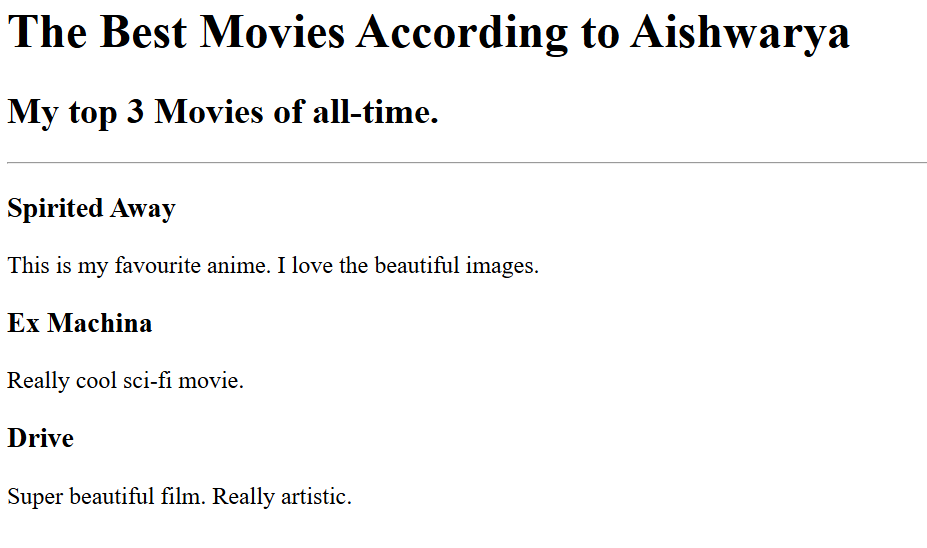 The Best Movies According to Aishwarya
My top 3 Movies of all-time.
Spirited Away
This is my favourite anime. I love the beautiful images.
Ex Machina
Really cool sci-fi movie.
Drive
Super beautiful film. Really artistic.